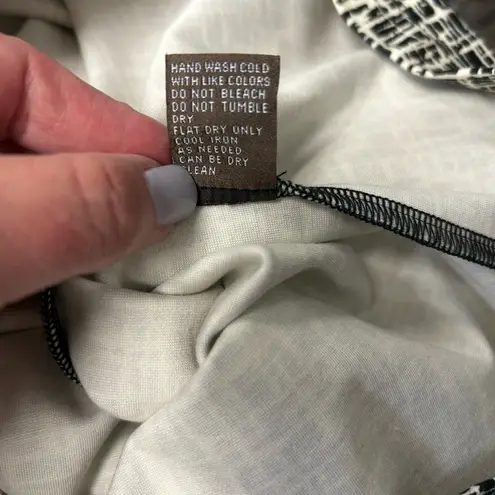 HAND WASH COLD
WITH LIKE COLORS
DO NOT BLEACH
DO NOT TUMBLE
DRY
FLAT DRY ONLY
COOL IRON
AS NEEDED
CAN BE DRY
CLEAN